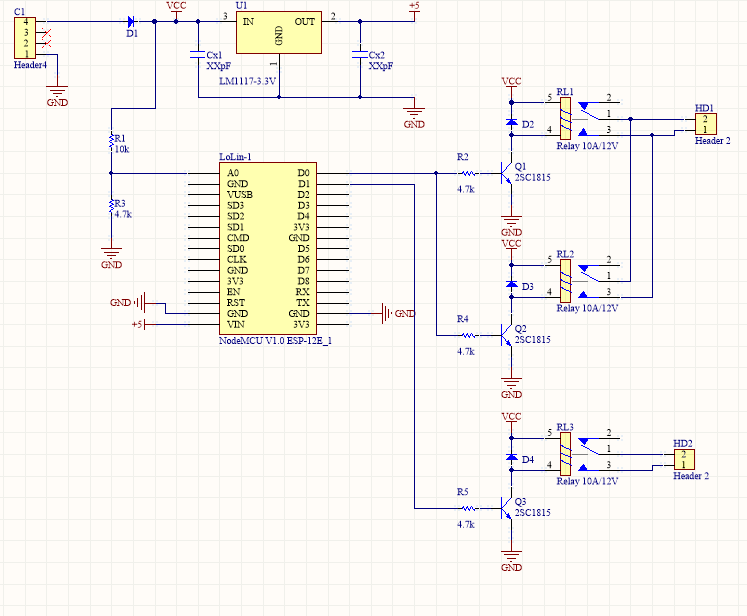 C1
4
3
2
1
Header4
GND
D1
VCC
U1
3 IN OUT 2
GND
1
LM1117-3.3V
Cx1
XXpF
Cx2
XXpF
+5
GND
R1
10k
R3
4.7k
GND
LoLin-1
A0 D0
GND D1
VUSB D2
SD3 D3
SD2 D4
SD1 3V3
CMD GND
SD0 D5
CLK D6
GND D7
3V3 D8
EN RX
RST TX
GND GND
VIN 3V3
GND
+5
GND
NodeMCU V1.0 ESP-12E_1
VCC
RL1
5 2
1
4 3
D2
Relay 10A/12V
HD1
2
1
Header 2
R2
4.7k
Q1
2SC1815
GND
VCC
RL2
5 2
1
4 3
D3
Relay 10A/12V
R4
4.7k
Q2
2SC1815
GND
VCC
RL3
5 2
1
4 3
D4
Relay 10A/12V
HD2
2
1
Header 2
R5
4.7k
Q3
2SC1815
GND